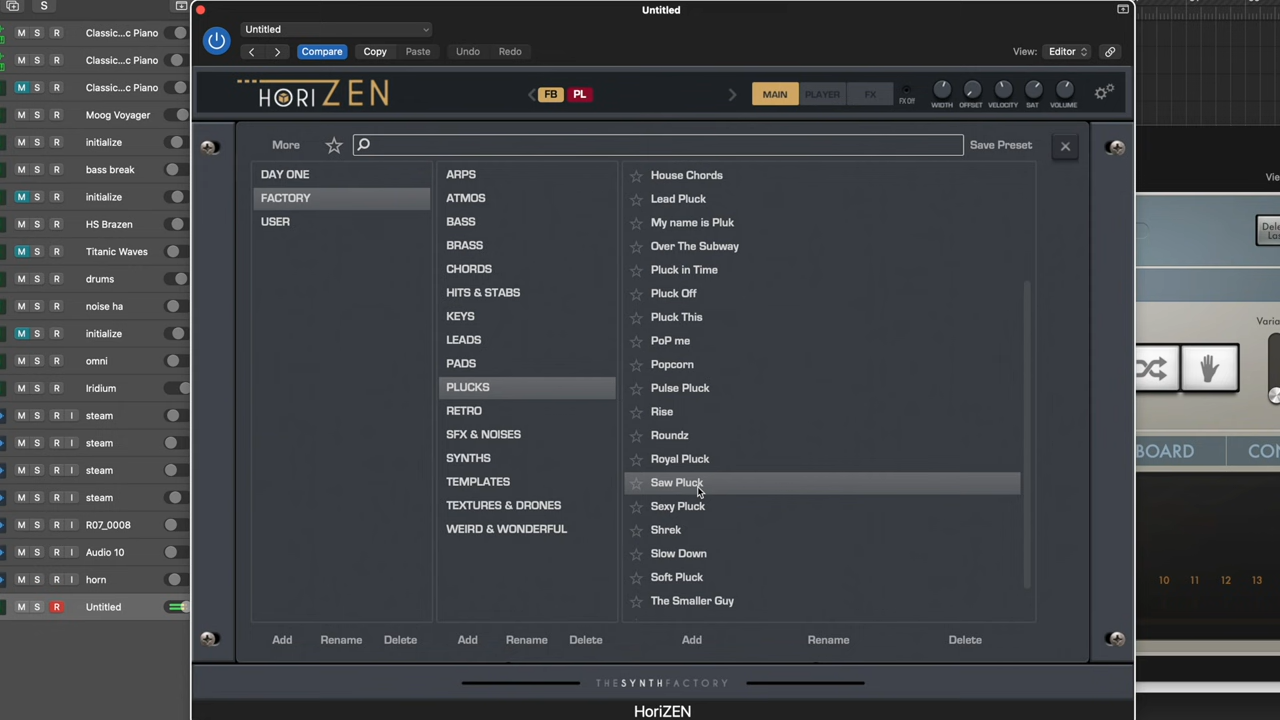 Untitled
S
Untitled
Compare
Copy
Paste
Undo
Redo
View:
Editor
HORIZEN
FB
PL
MAIN
PLAYER
FX
FX OFF
WIDTH
OFFSET
VELOCITY
SAT
VOLUME
More
Save Preset
DAY ONE
FACTORY
USER
ARPS
ATMOS
BASS
BRASS
CHORDS
HITS & STABS
KEYS
LEADS
PADS
PLUCKS
RETRO
SFX & NOISES
SYNTHS
TEMPLATES
TEXTURES & DRONES
WEIRD & WONDERFUL
House Chords
Lead Pluck
My name is Pluk
Over The Subway
Pluck in Time
Pluck Off
Pluck This
PoP me
Popcorn
Pulse Pluck
Rise
Roundz
Royal Pluck
Saw Pluck
Sexy Pluck
Shrek
Slow Down
Soft Pluck
The Smaller Guy
Add
Rename
Delete
Add
Rename
Delete
Add
Rename
Delete
THESYNTHFACTORY
HoriZEN
M S R Classic...c Piano
M S R Classic...c Piano
M S R Classic...c Piano
M S R Moog Voyager
M S R initialize
M S R bass break
M S R initialize
M S R HS Brazen
M S R Titanic Waves
M S R drums
M S R noise ha
M S R initialize
M S R omni
M S R Iridium
M S R I steam
M S R I steam
M S R I steam
M S R I steam
M S R I R07_0008
M S R I Audio 10
M S R I horn
M S R Untitled
10 11 12 13